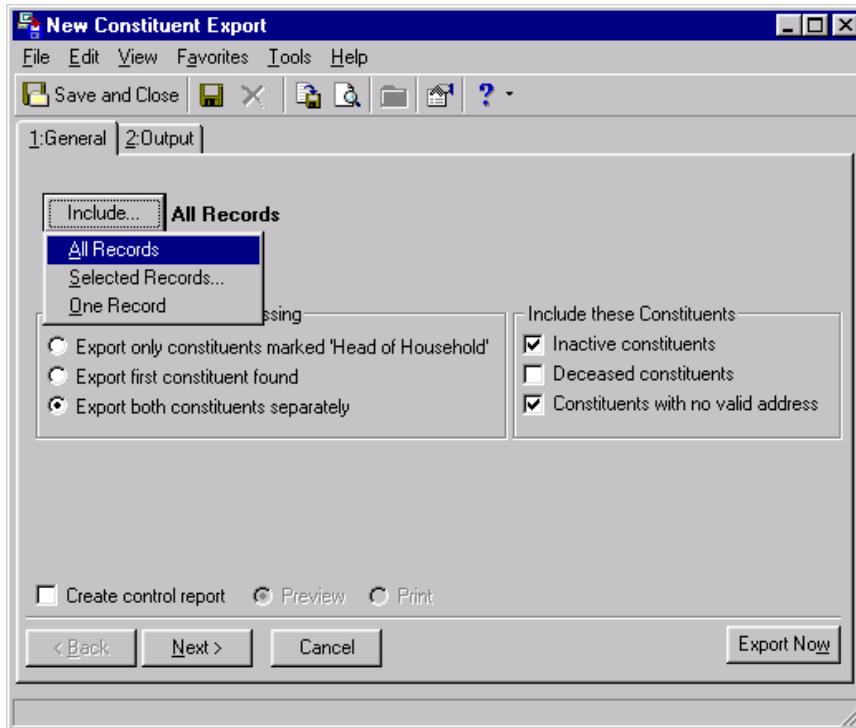 New Constituent Export
File Edit View Favorites Tools Help
Save and Close ?
1:General 2:Output
Include... All Records
All Records
Selected Records...
One Record
ssing
Include these Constituents
Export only constituents marked 'Head of Household'
Inactive constituents
Export first constituent found
Deceased constituents
Export both constituents separately
Constituents with no valid address
Create control report Preview Print
< Back Next > Cancel Export Now